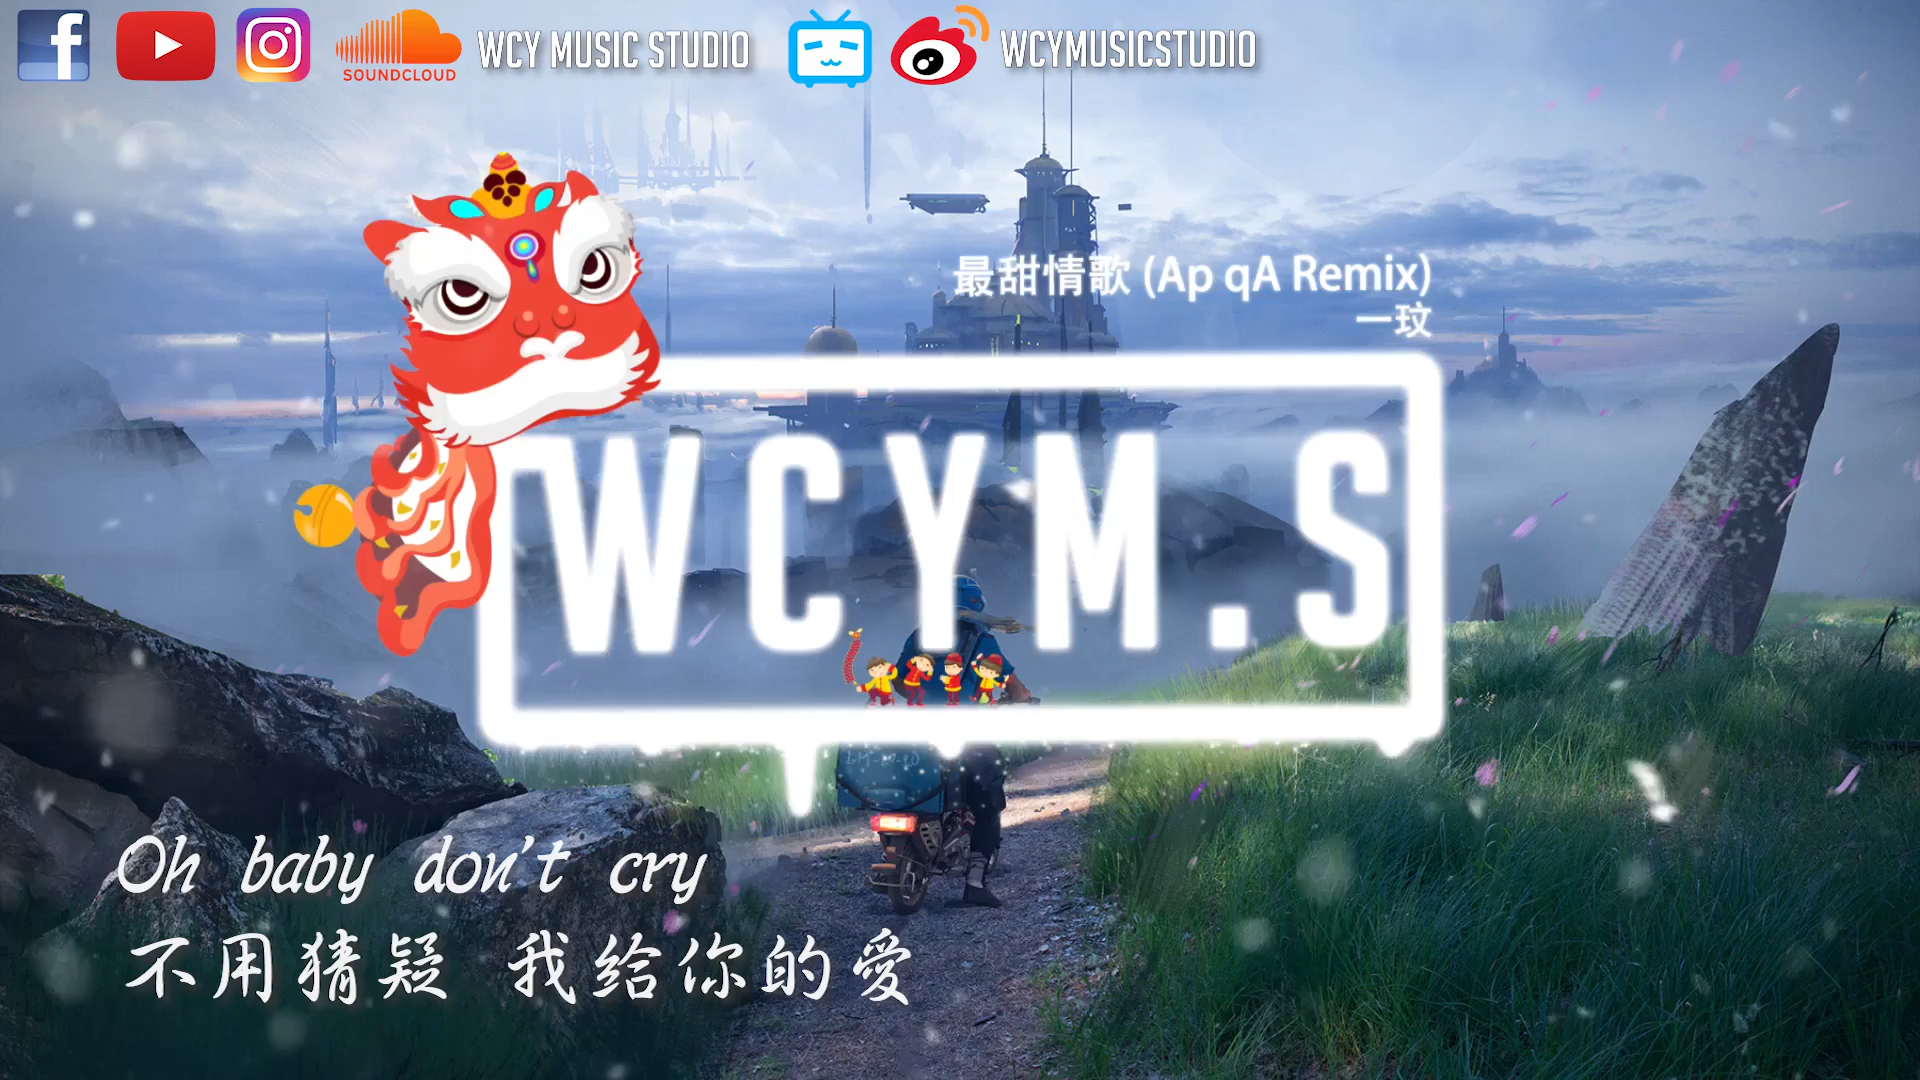 SOUNDCLOUD
WCY MUSIC STUDIO
WCYMUSICSTUDIO
最甜情歌 (Ap qA Remix)
一玟
WCYM.S
Oh baby don't cry
不用猜疑 我给你的愛